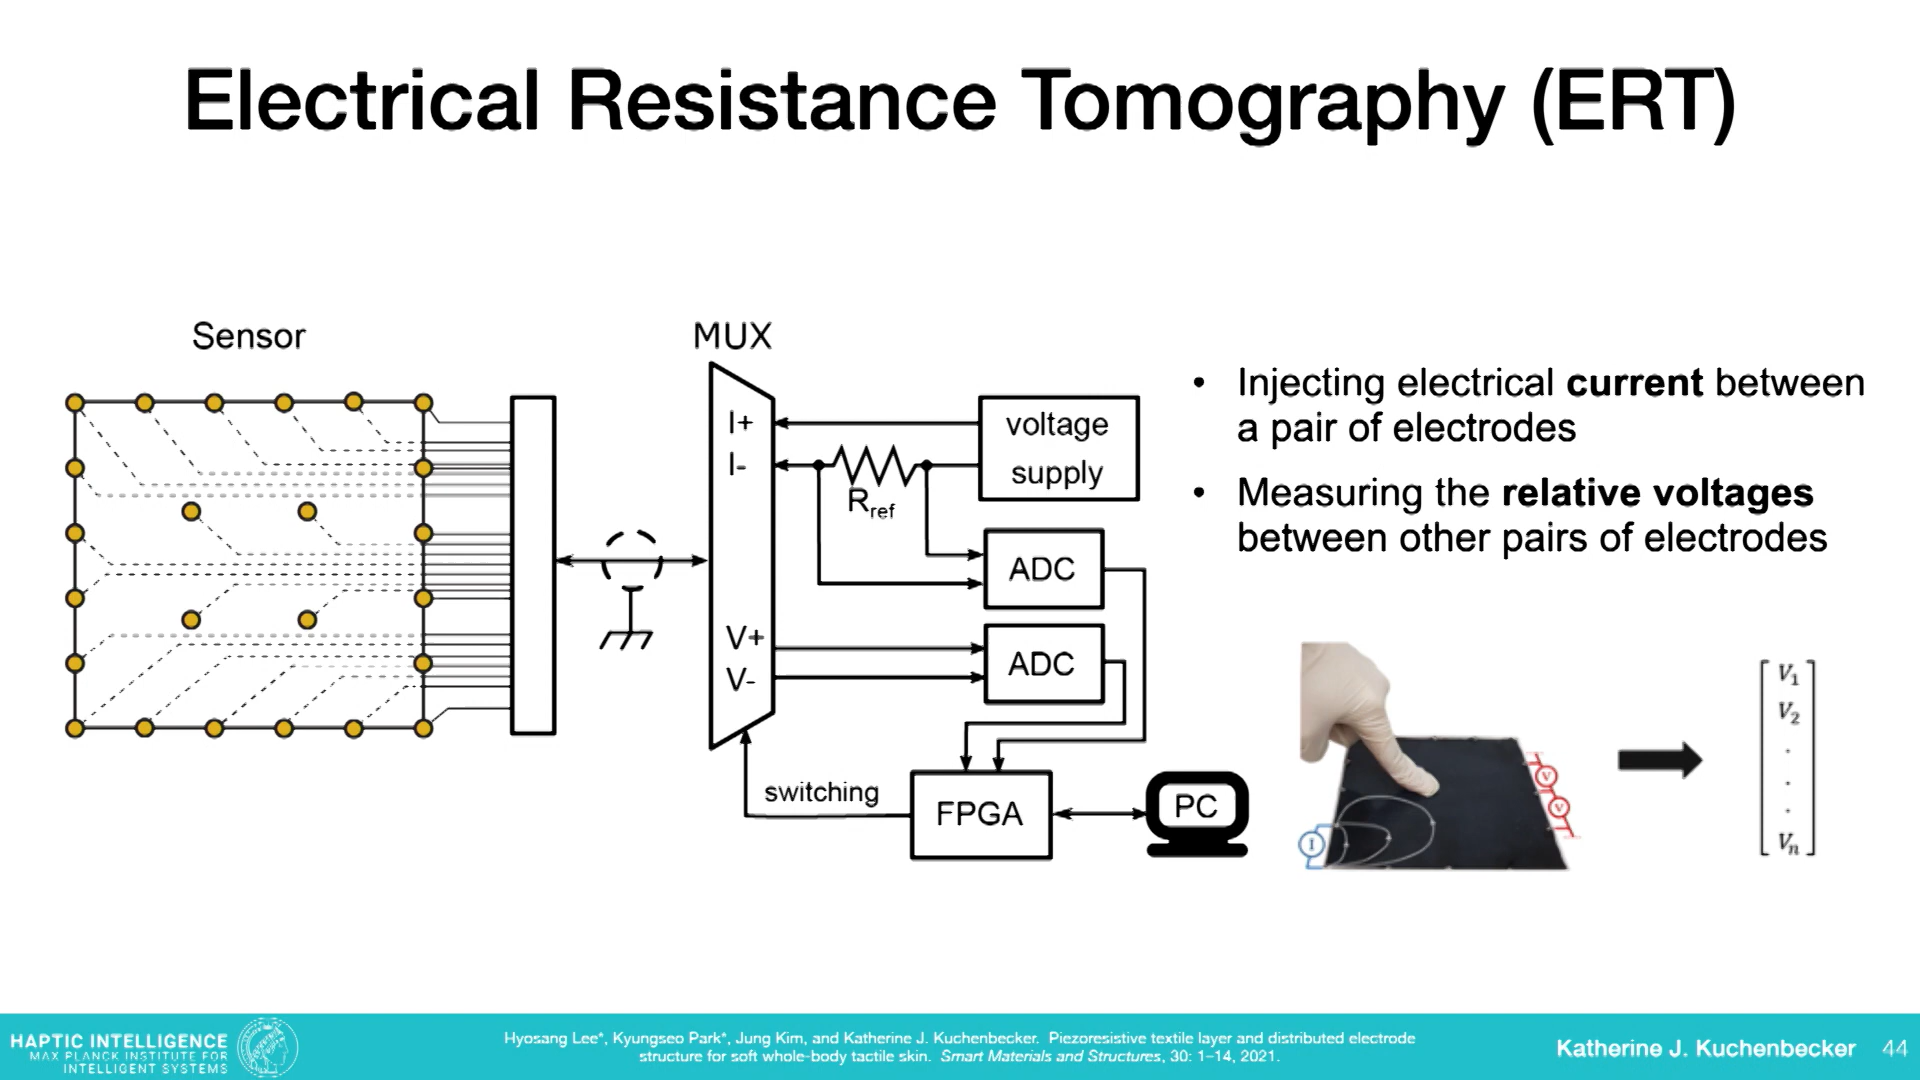 Electrical Resistance Tomography (ERT)
Sensor
MUX
I+
I-
R_ref
voltage
supply
ADC
V+
V-
ADC
switching
FPGA
PC
• Injecting electrical current between
a pair of electrodes
• Measuring the relative voltages
between other pairs of electrodes
I
V
V
V₁
V₂
.
.
.
Vₙ
HAPTIC INTELLIGENCE
MAX PLANCK INSTITUTE FOR
INTELLIGENT SYSTEMS
Hyosang Lee*, Kyungseo Park*, Jung Kim, and Katherine J. Kuchenbecker. Piezoresistive textile layer and distributed electrode
structure for soft whole-body tactile skin. Smart Materials and Structures, 30: 1–14, 2021.
Katherine J. Kuchenbecker 44